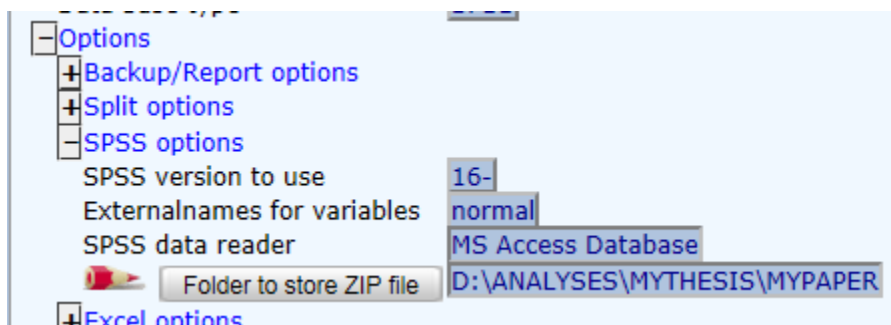 Options
Backup/Report options
Split options
SPSS options
SPSS version to use 16-
Externalnames for variables normal
SPSS data reader MS Access Database
Folder to store ZIP file D:\ANALYSES\MYTHESIS\MYPAPER
Excel options